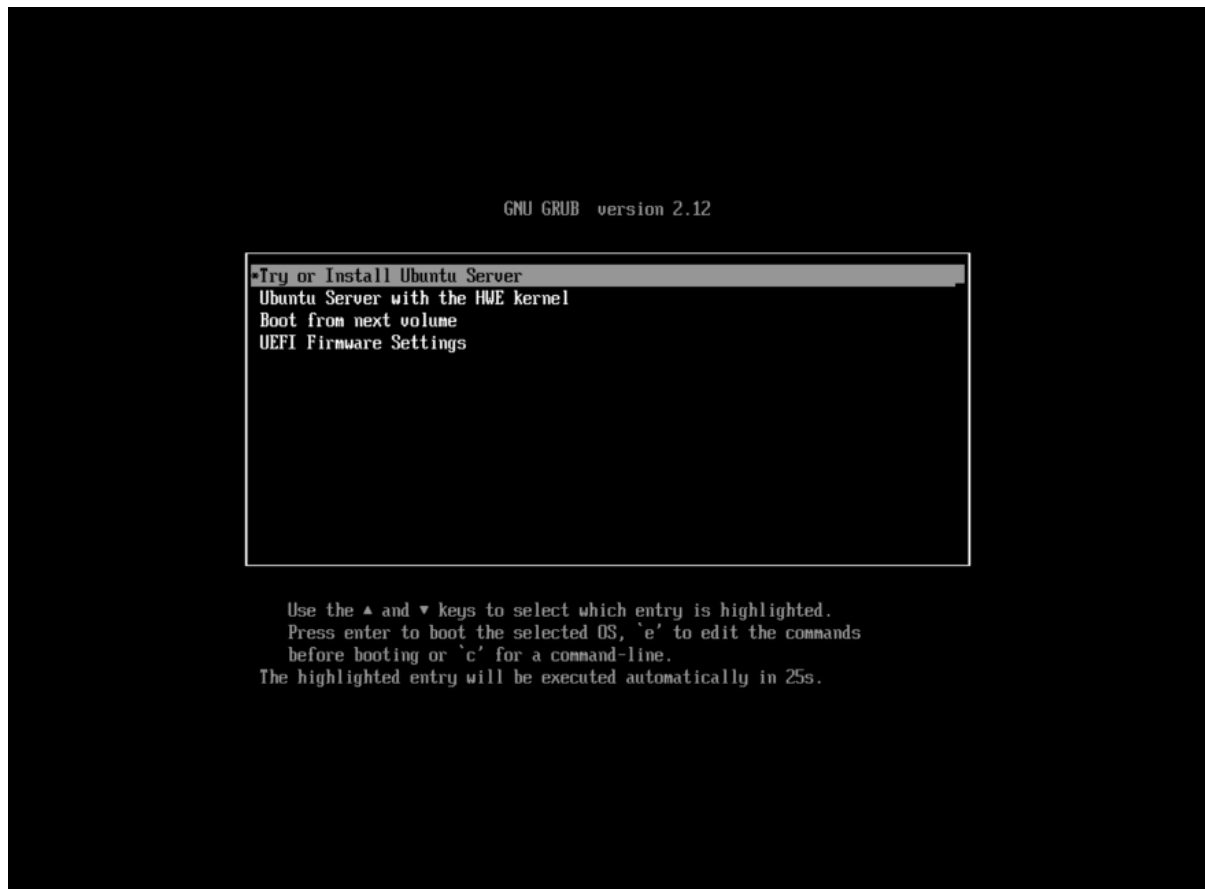 GNU GRUB  version 2.12
*Try or Install Ubuntu Server
Ubuntu Server with the HWE kernel
Boot from next volume
UEFI Firmware Settings
Use the ▲ and ▼ keys to select which entry is highlighted.
Press enter to boot the selected OS, `e' to edit the commands
before booting or `c' for a command-line.
The highlighted entry will be executed automatically in 25s.